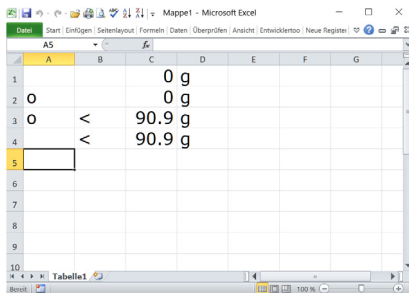 Mappe1 - Microsoft Excel
Datei Start Einfügen Seitenlayout Formeln Daten Überprüfen Ansicht Entwicklertoo Neue Register
A5 fx
A B C D E F G
1 0 g
2 o 0 g
3 o < 90.9 g
4 < 90.9 g
5
6
7
8
9
10
Tabelle1
Bereit 100 %